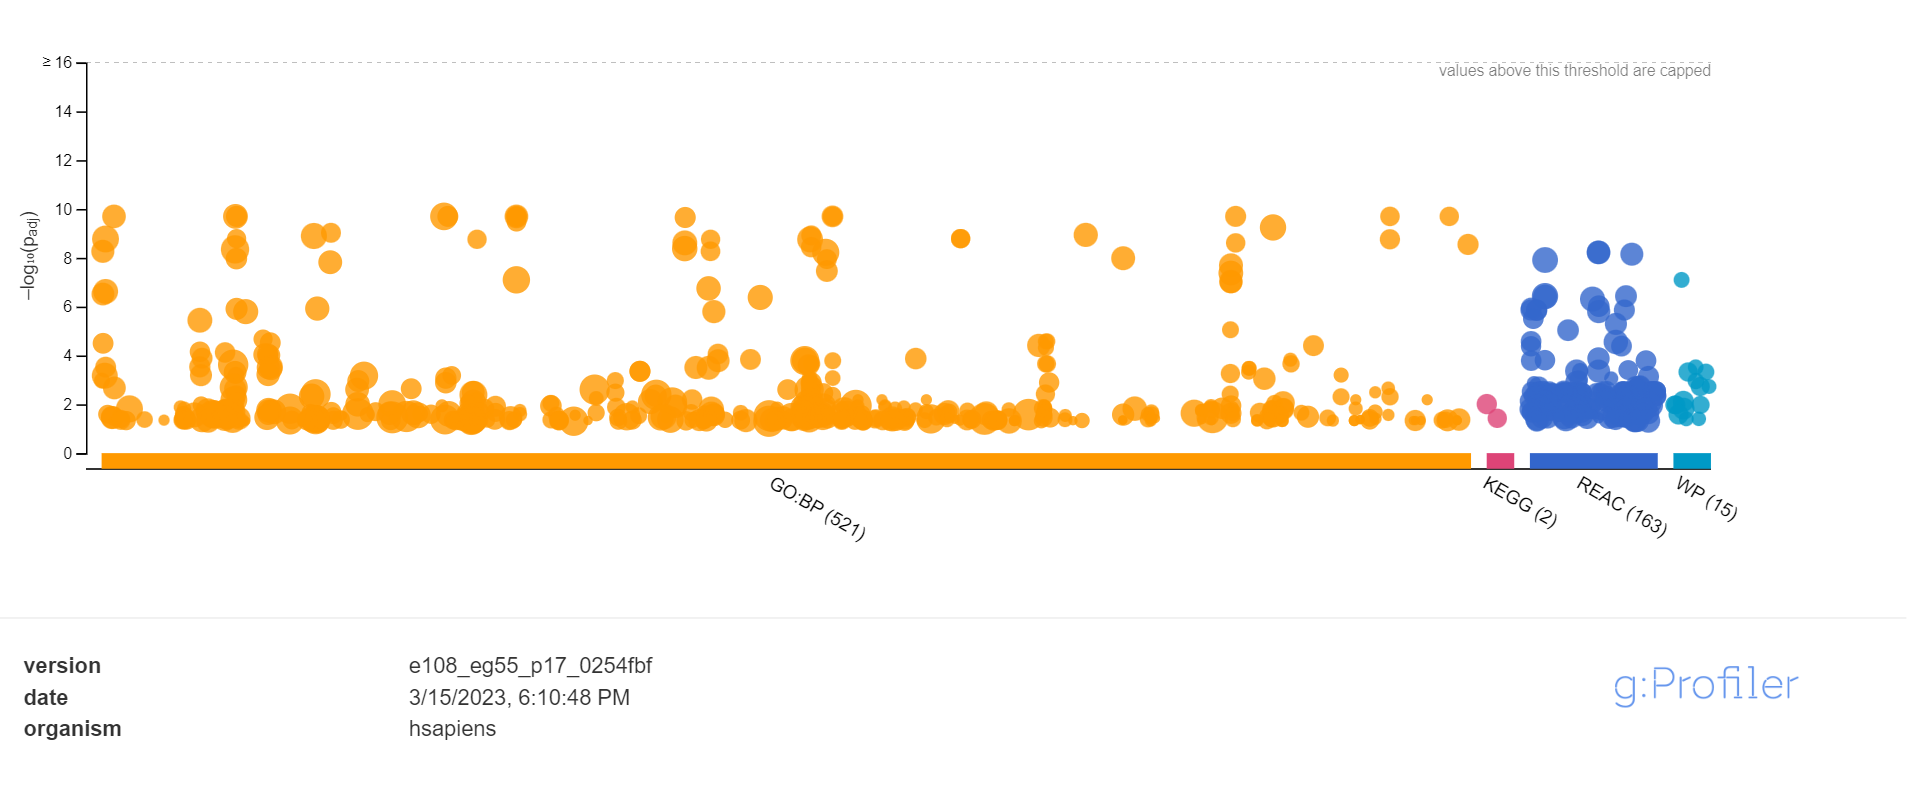 ≥ 16
values above this threshold are capped
14
12
10
8
6
4
2
0
–log₁₀(padj)
GO:BP (521)
KEGG (2)
REAC (163)
WP (15)
version e108_eg55_p17_0254fbf
date 3/15/2023, 6:10:48 PM
organism hsapiens
g:Profiler